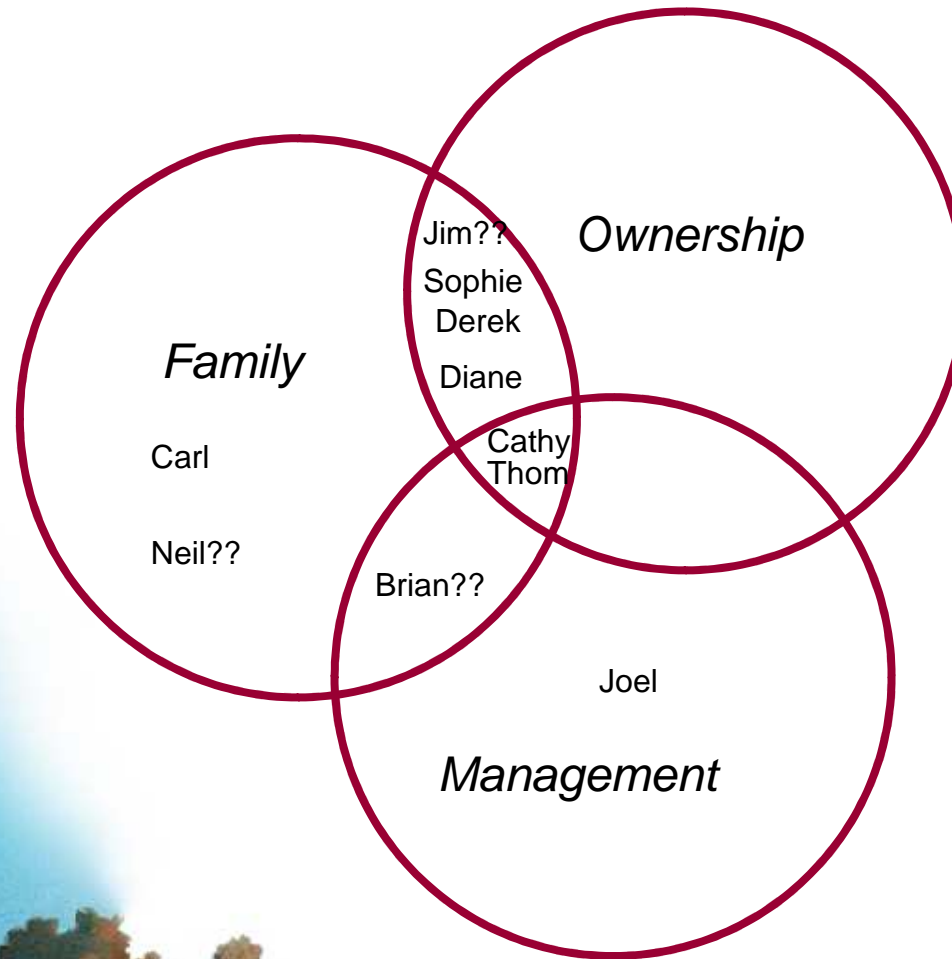 Jim??
Ownership
Sophie
Derek
Family
Diane
Cathy
Thom
Carl
Neil??
Brian??
Joel
Management